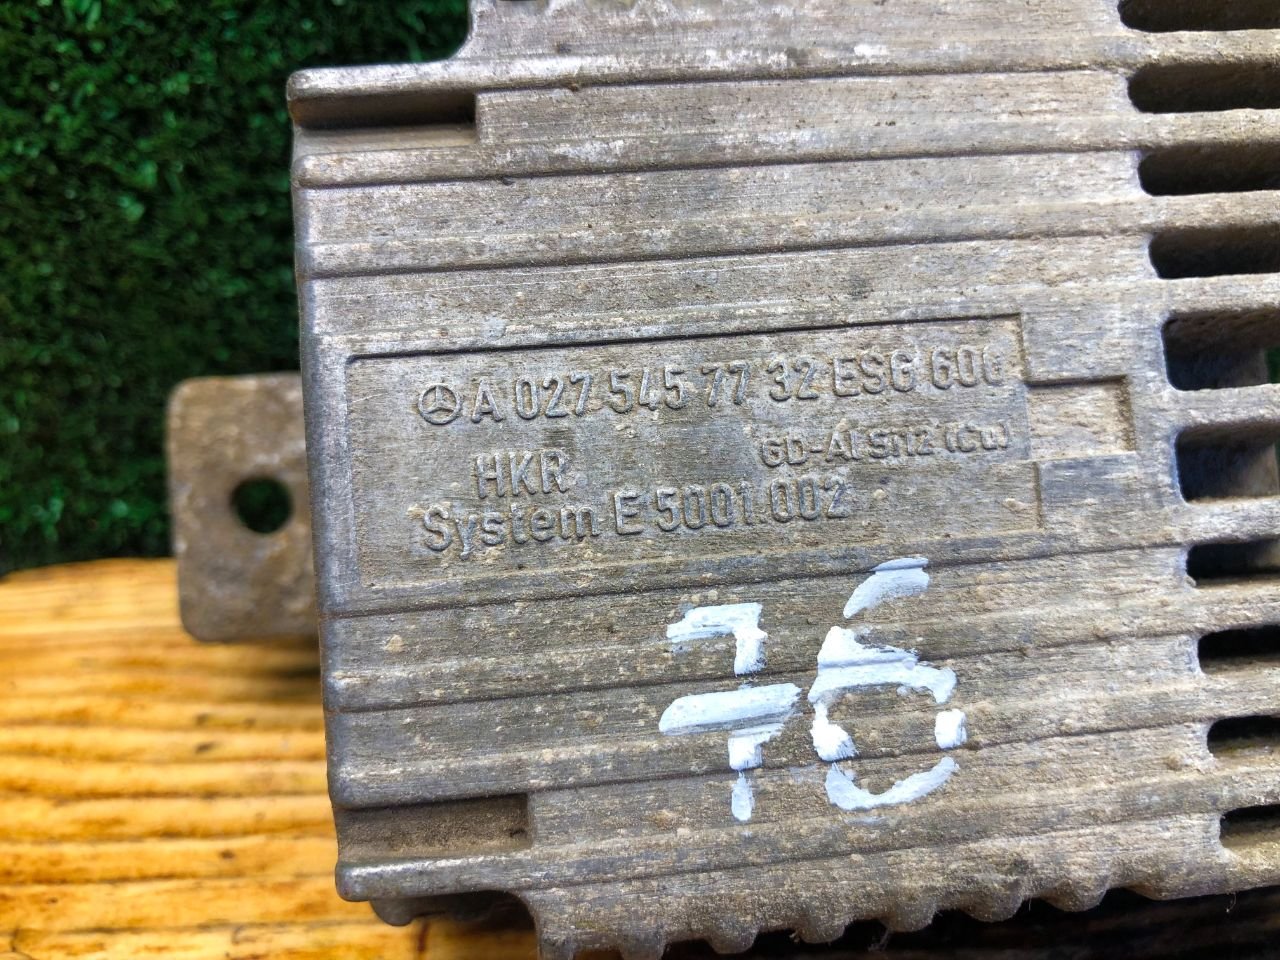 A 027 545 77 32 ESG 600
GD-AlSi12 (Cu)
HKR
System E 5001.002
76